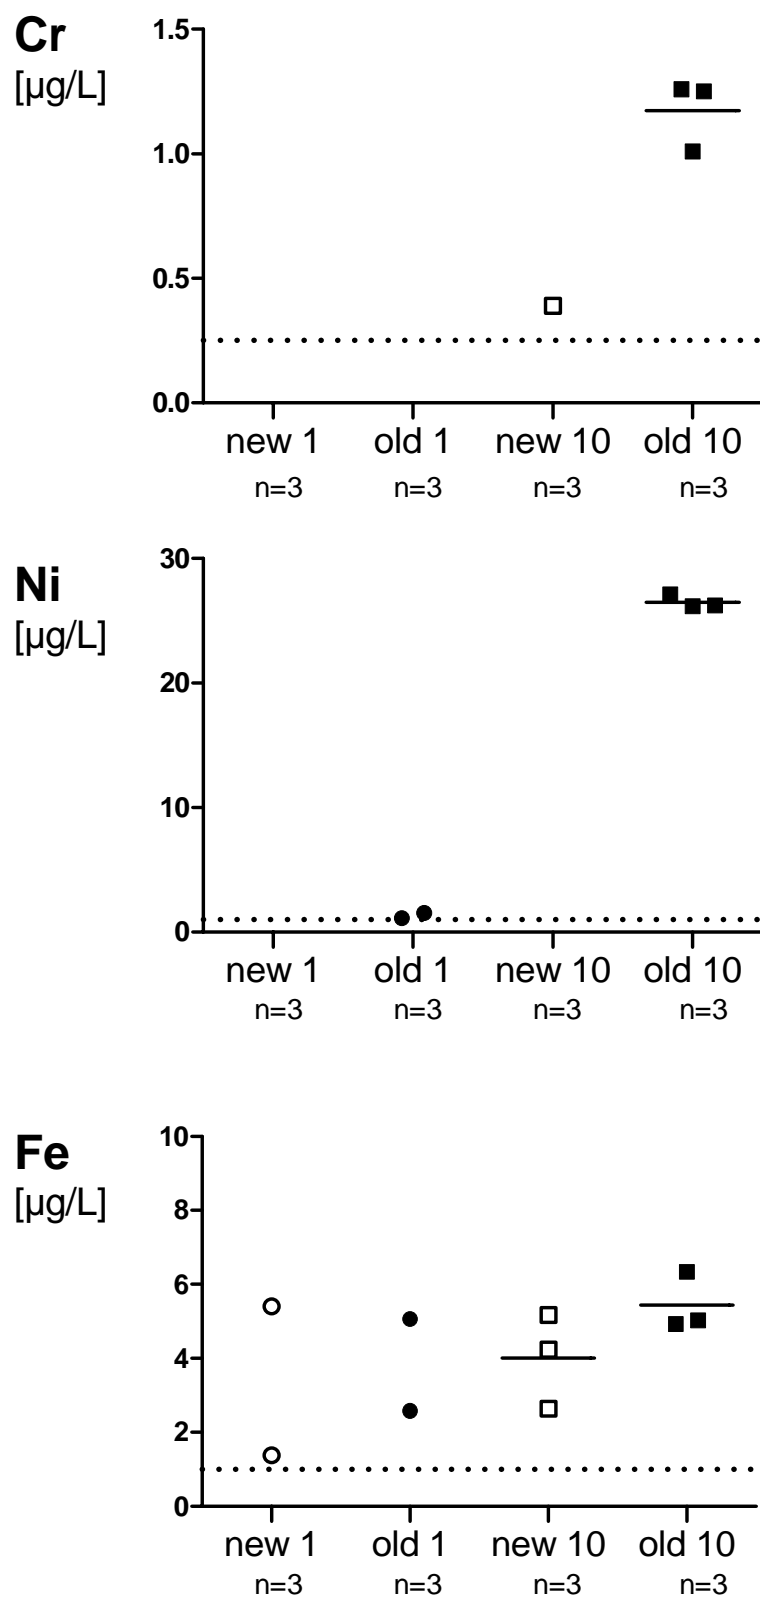 Cr
[µg/L]
1.5
1.0
0.5
0.0
new 1 old 1 new 10 old 10
n=3 n=3 n=3 n=3
Ni
[µg/L]
30
20
10
0
new 1 old 1 new 10 old 10
n=3 n=3 n=3 n=3
Fe
[µg/L]
10
8
6
4
2
0
new 1 old 1 new 10 old 10
n=3 n=3 n=3 n=3